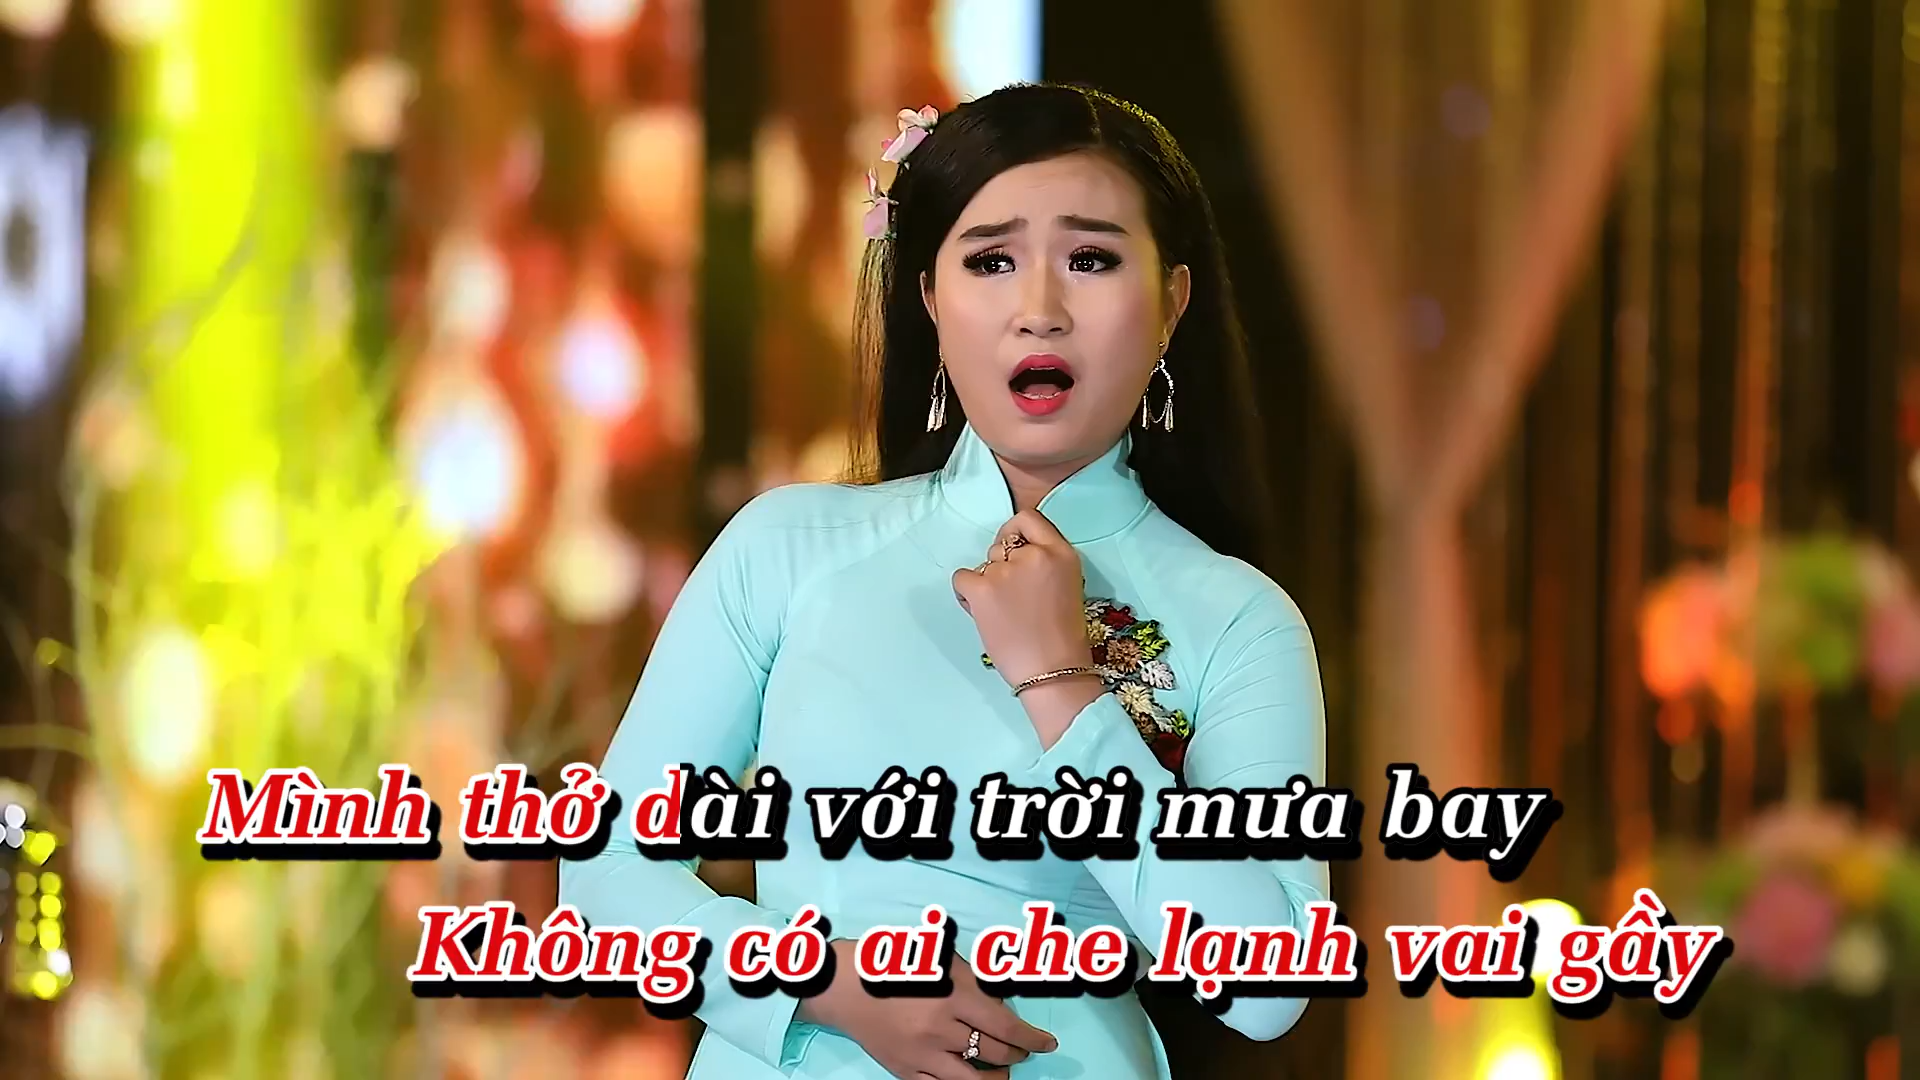 Mình thở dài với trời mưa bay
Không có ai che lạnh vai gầy